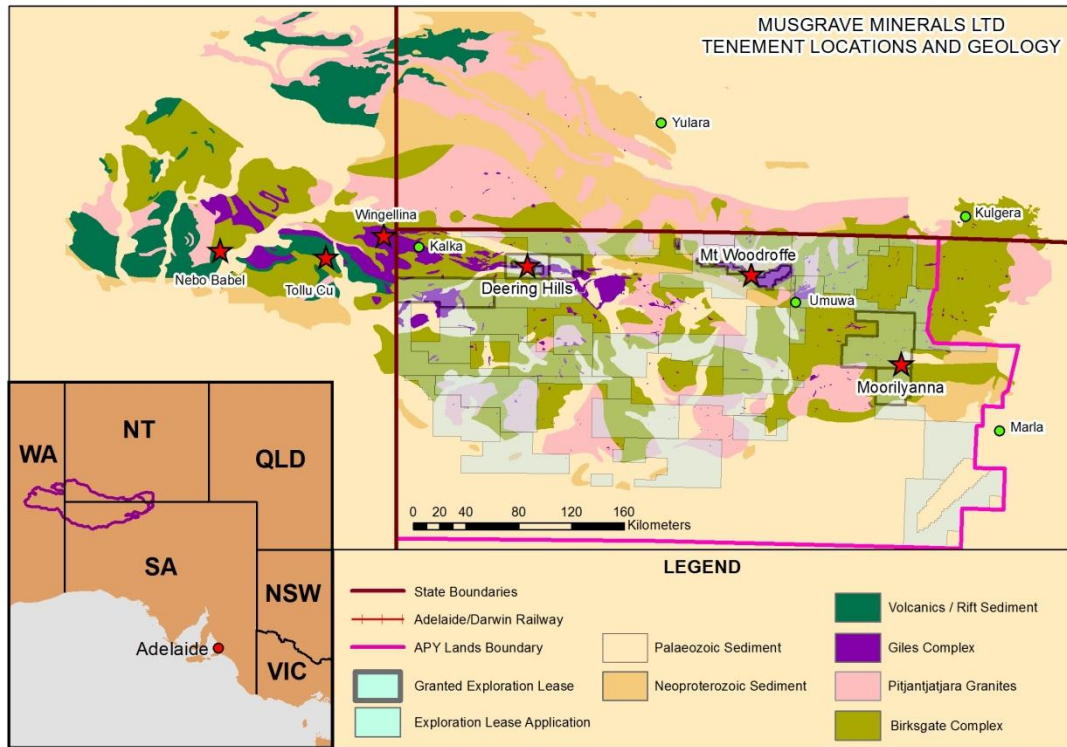 MUSGRAVE MINERALS LTD
TENEMENT LOCATIONS AND GEOLOGY
Yulara
Kulgera
Wingellina
Kalka
Mt Woodroffe
Nebo Babel
Tollu Cu
Deering Hills
Umuwa
Moorilyanna
Marla
0 20 40 80 120 160
Kilometers
NT
WA
QLD
SA
NSW
Adelaide
VIC
LEGEND
State Boundaries
Adelaide/Darwin Railway
APY Lands Boundary
Granted Exploration Lease
Exploration Lease Application
Palaeozoic Sediment
Neoproterozoic Sediment
Volcanics / Rift Sediment
Giles Complex
Pitjantjatjara Granites
Birksgate Complex